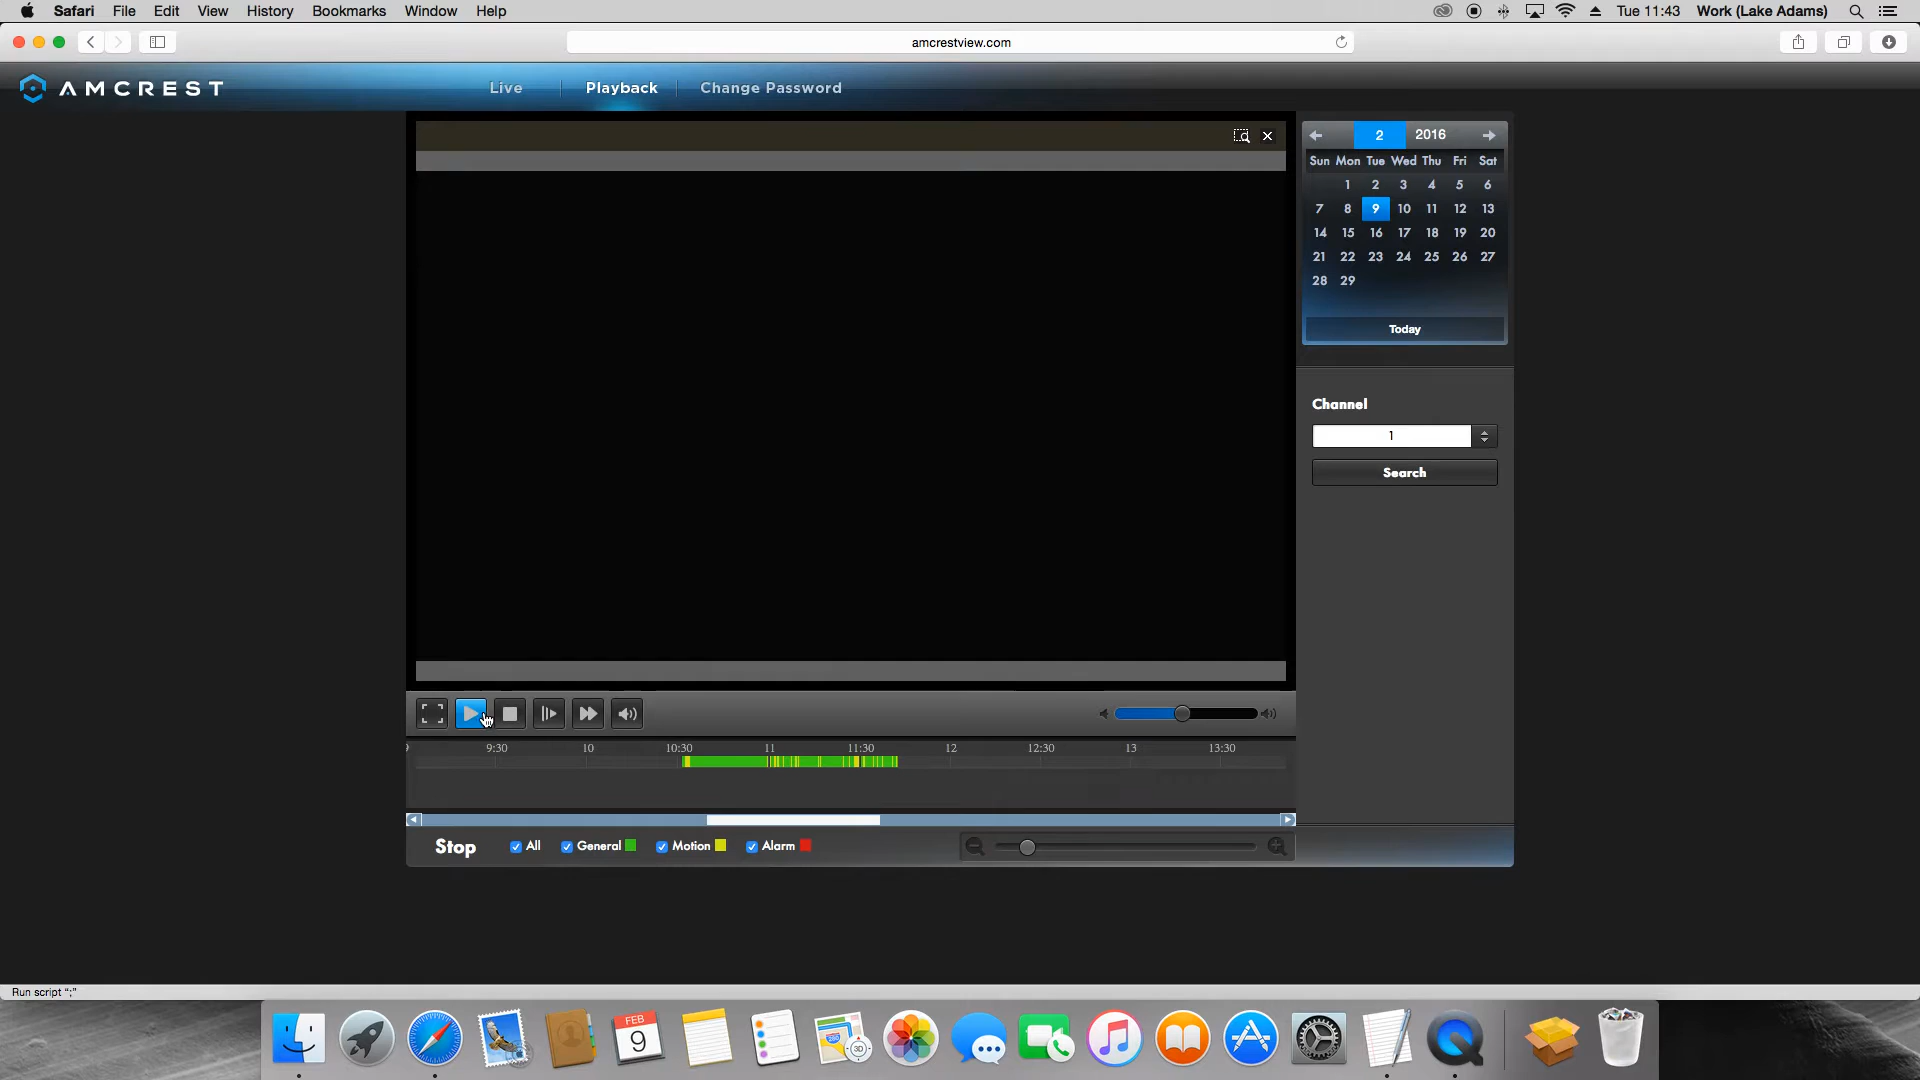 Safari File Edit View History Bookmarks Window Help Tue 11:43 Work (Lake Adams)
amcrestview.com
AMCREST Live Playback Change Password
2 2016
Sun Mon Tue Wed Thu Fri Sat
1 2 3 4 5 6
7 8 9 10 11 12 13
14 15 16 17 18 19 20
21 22 23 24 25 26 27
28 29
Today
Channel
1
Search
9:30 10 10:30 11 11:30 12 12:30 13 13:30
Stop All General Motion Alarm
Run script ";"
FEB
9
280
3D